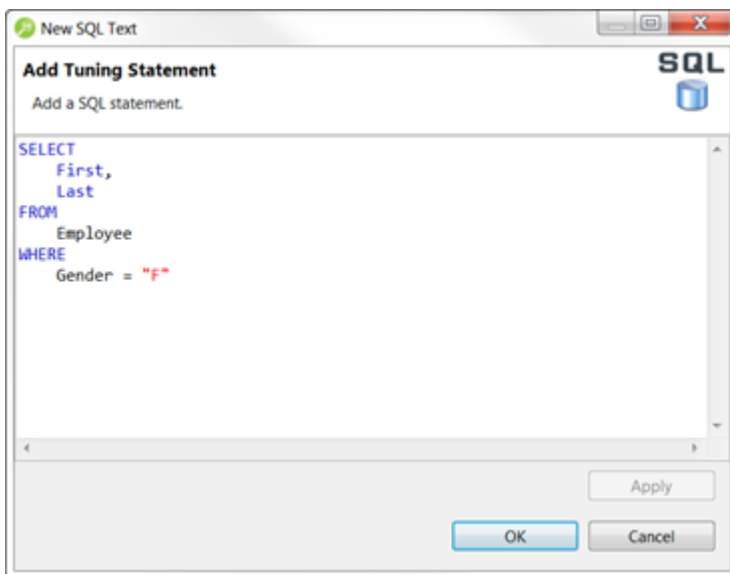 New SQL Text
Add Tuning Statement
SQL
Add a SQL statement.
SELECT
First,
Last
FROM
Employee
WHERE
Gender = "F"
Apply
OK
Cancel